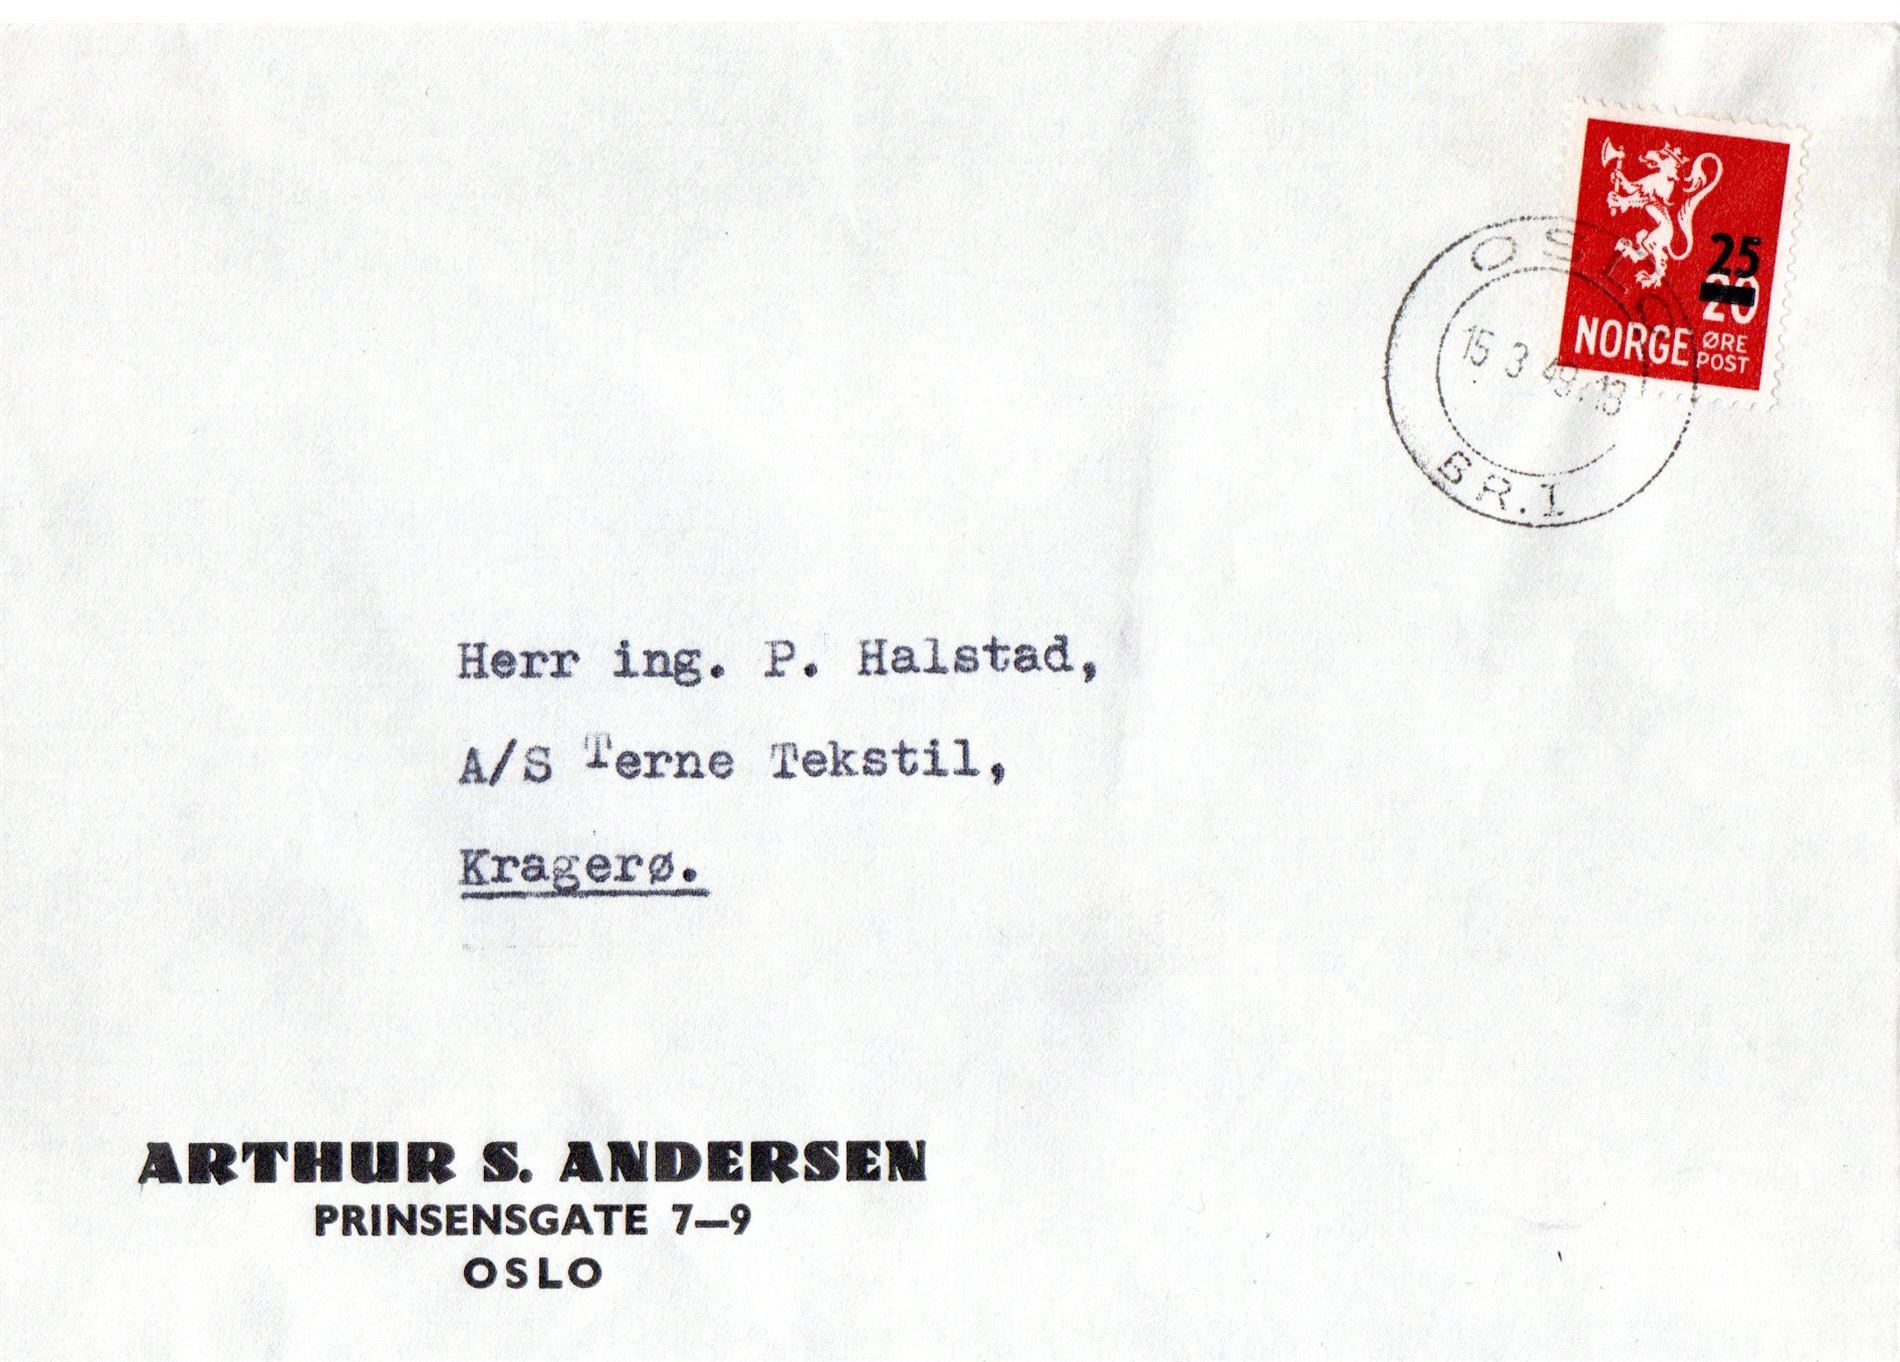 25
20
NORGE ØRE
POST
OSLO
15 3 49.18
BR.1
Herr ing. P. Halstad,
A/S Terne Tekstil,
Kragerø.
ARTHUR S. ANDERSEN
PRINSENSGATE 7—9
OSLO